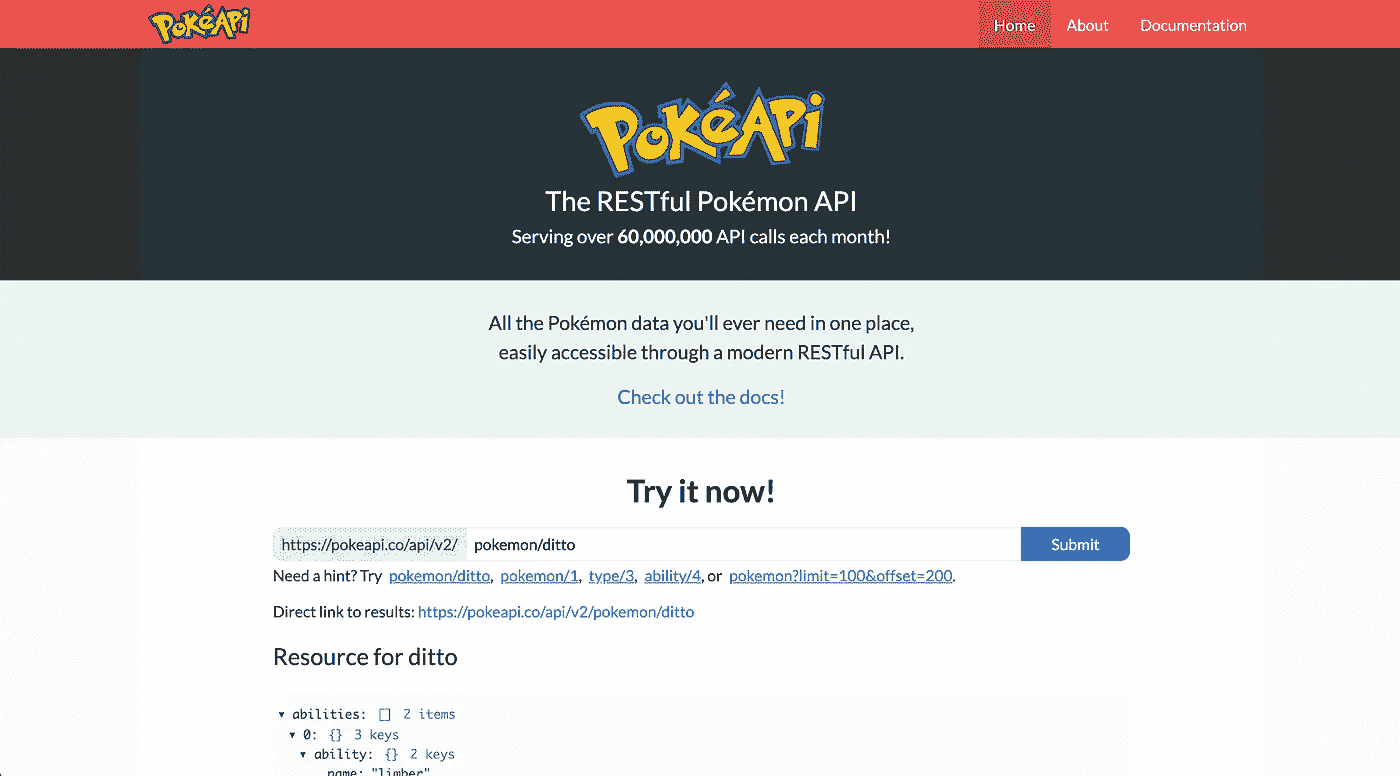 PokéApi
Home About Documentation
PokéApi
The RESTful Pokémon API
Serving over 60,000,000 API calls each month!
All the Pokémon data you'll ever need in one place,
easily accessible through a modern RESTful API.
Check out the docs!
Try it now!
https://pokeapi.co/api/v2/ pokemon/ditto Submit
Need a hint? Try pokemon/ditto, pokemon/1, type/3, ability/4, or pokemon?limit=100&offset=200.
Direct link to results: https://pokeapi.co/api/v2/pokemon/ditto
Resource for ditto
▼ abilities: [] 2 items
▼ 0: {} 3 keys
▼ ability: {} 2 keys
name: "limber"